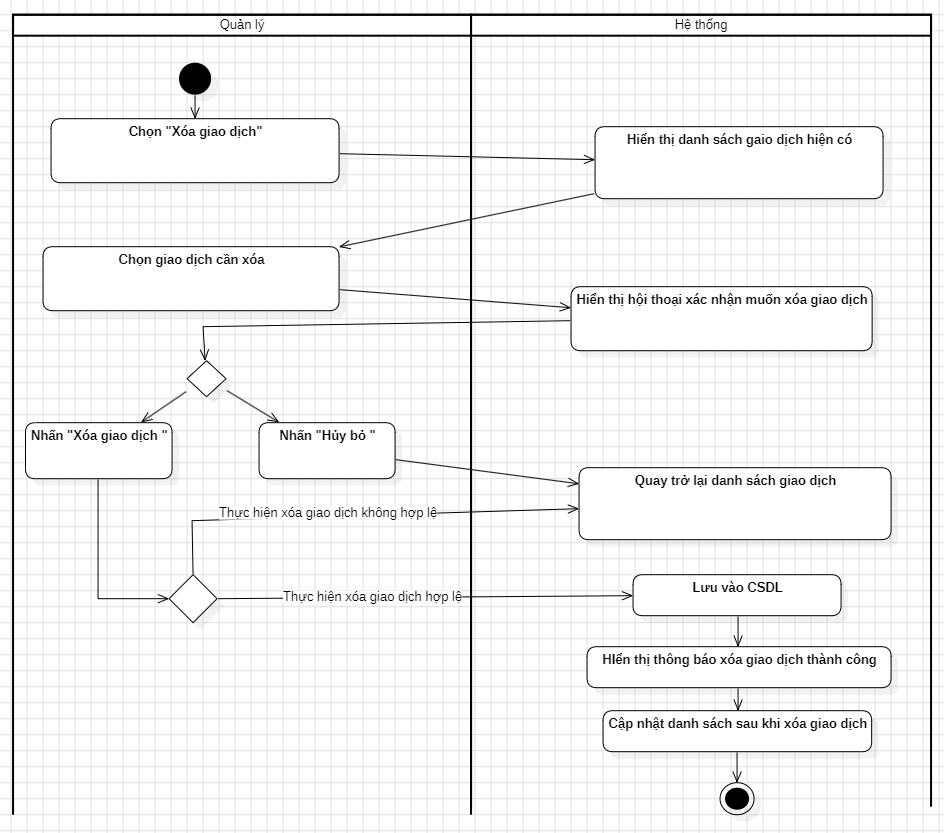 Quản lý
Hệ thống
Chọn "Xóa giao dịch"
Hiển thị danh sách gaio dịch hiện có
Chọn giao dịch cần xóa
Hiển thị hội thoại xác nhận muốn xóa giao dịch
Nhấn "Xóa giao dịch "
Nhấn "Hủy bỏ "
Quay trở lại danh sách giao dịch
Thực hiện xóa giao dịch không hợp lệ
Thực hiện xóa giao dịch hợp lệ
Lưu vào CSDL
HIển thị thông báo xóa giao dịch thành công
Cập nhật danh sách sau khi xóa giao dịch